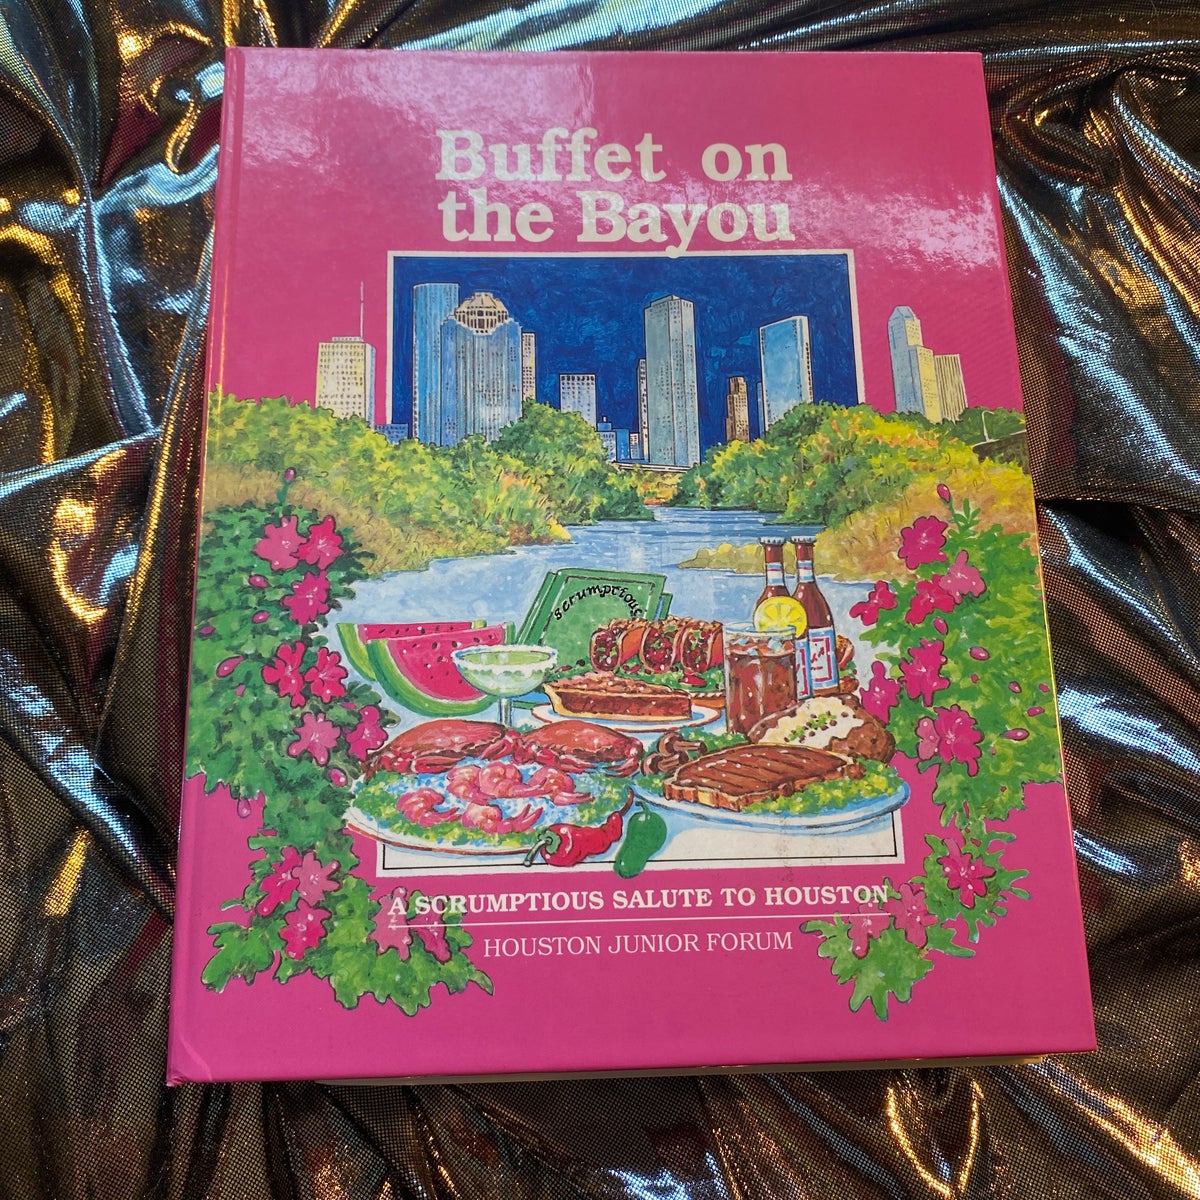 Buffet on
the Bayou
Scrumptious
A SCRUMPTIOUS SALUTE TO HOUSTON
HOUSTON JUNIOR FORUM